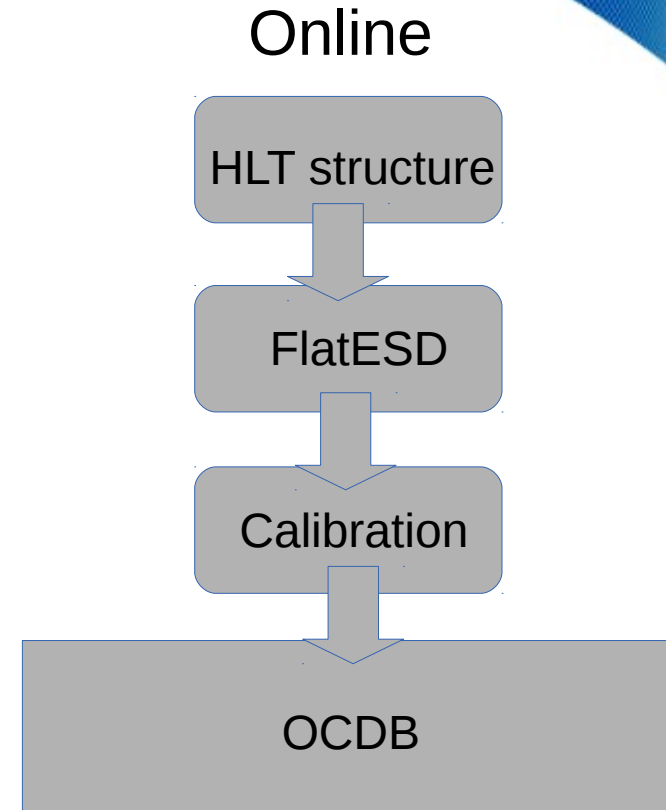 Online
HLT structure
FlatESD
Calibration
OCDB